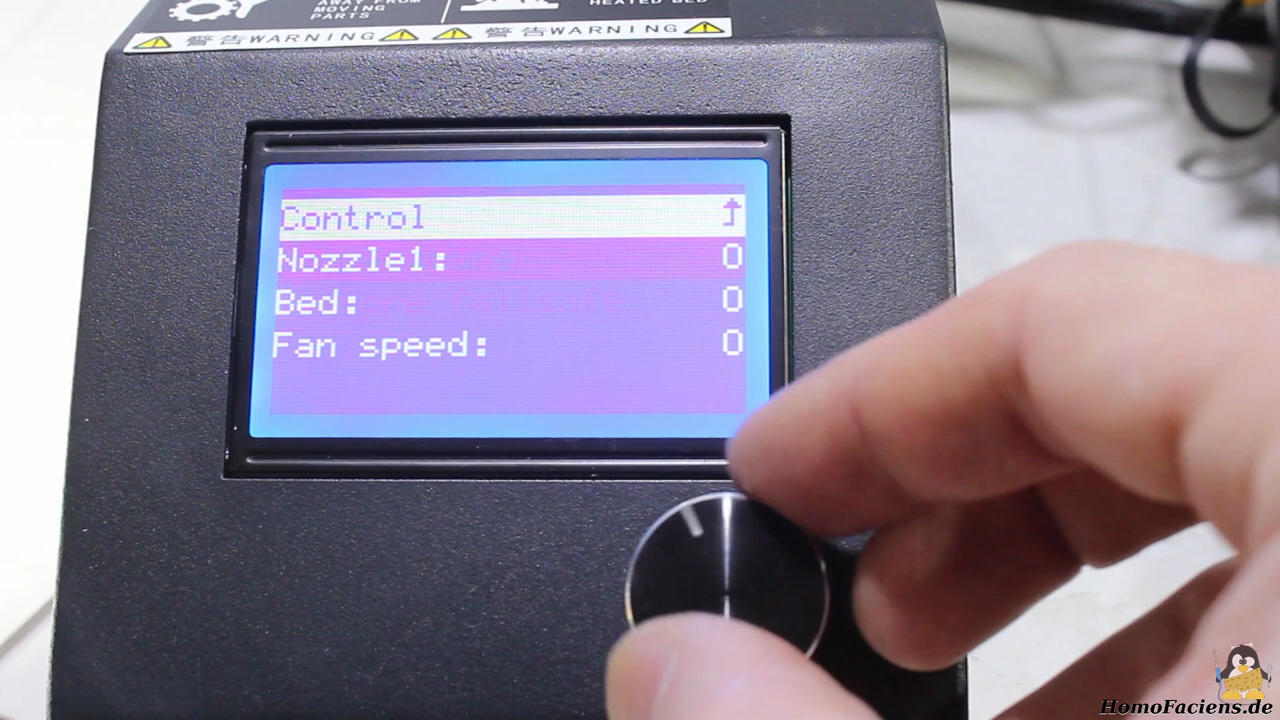 AWAY FROM
MOVING
PARTS
HEATED BED
警告WARNING
警告WARNING
Control
Nozzle1: 0
Bed: 0
Fan speed: 0
HomoFaciens.de